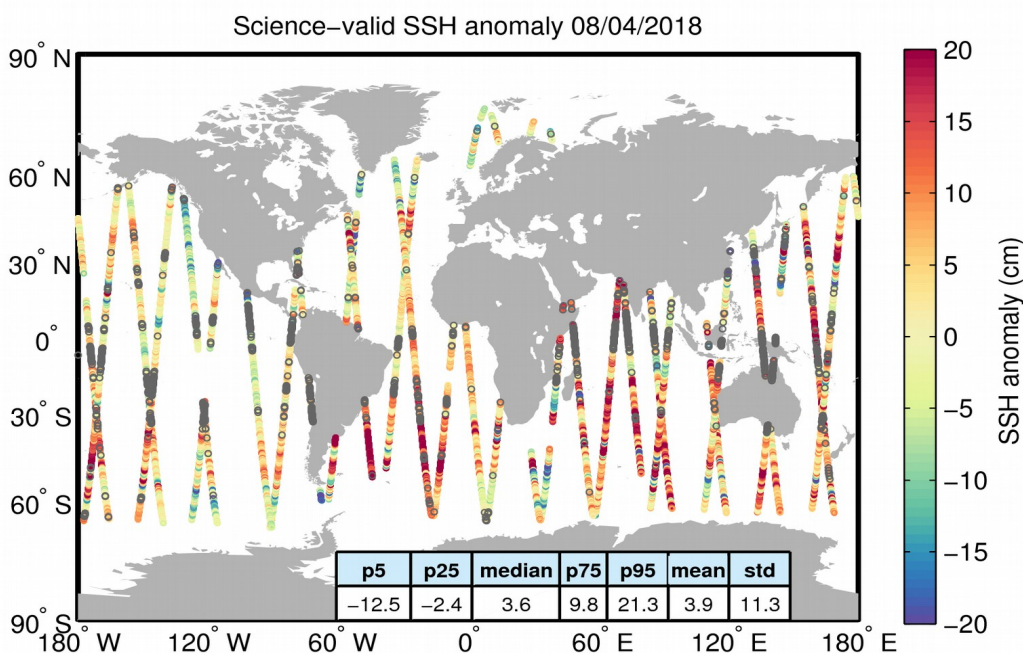 Science−valid SSH anomaly 08/04/2018
90° N
60° N
30° N
0°
30° S
60° S
90° S
180° W
120° W
60° W
0°
60° E
120° E
180° E
p5 p25 median p75 p95 mean std
−12.5 −2.4 3.6 9.8 21.3 3.9 11.3
20
15
10
5
0
−5
−10
−15
−20
SSH anomaly (cm)